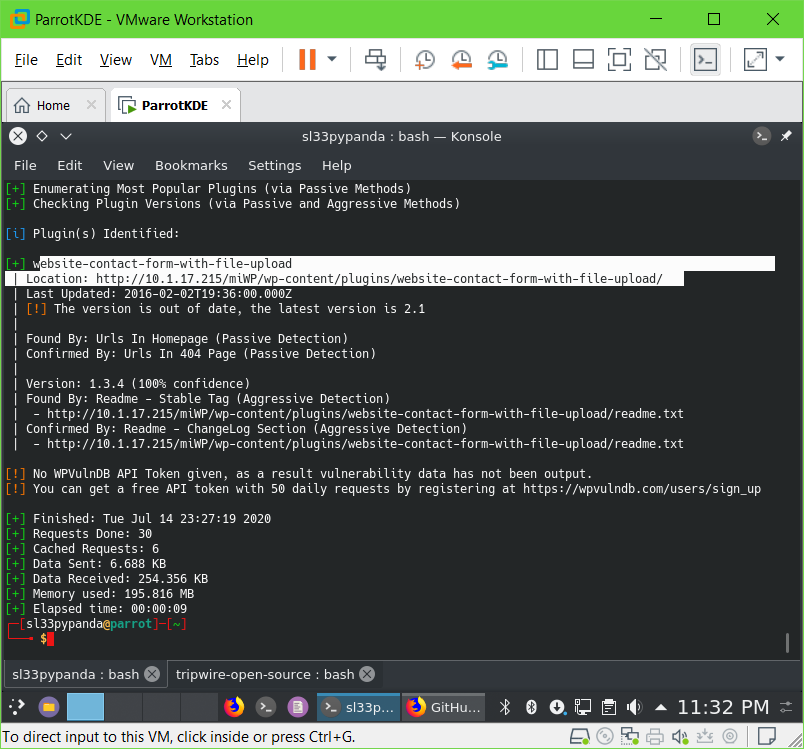 ParrotKDE - VMware Workstation
File Edit View VM Tabs Help
Home ParrotKDE
sl33pypanda : bash — Konsole
File Edit View Bookmarks Settings Help
[+] Enumerating Most Popular Plugins (via Passive Methods)
[+] Checking Plugin Versions (via Passive and Aggressive Methods)
[i] Plugin(s) Identified:
[+] website-contact-form-with-file-upload
| Location: http://10.1.17.215/miWP/wp-content/plugins/website-contact-form-with-file-upload/
| Last Updated: 2016-02-02T19:36:00.000Z
| [!] The version is out of date, the latest version is 2.1
|
| Found By: Urls In Homepage (Passive Detection)
| Confirmed By: Urls In 404 Page (Passive Detection)
|
| Version: 1.3.4 (100% confidence)
| Found By: Readme - Stable Tag (Aggressive Detection)
|  - http://10.1.17.215/miWP/wp-content/plugins/website-contact-form-with-file-upload/readme.txt
| Confirmed By: Readme - ChangeLog Section (Aggressive Detection)
|  - http://10.1.17.215/miWP/wp-content/plugins/website-contact-form-with-file-upload/readme.txt
[!] No WPVulnDB API Token given, as a result vulnerability data has not been output.
[!] You can get a free API token with 50 daily requests by registering at https://wpvulndb.com/users/sign_up
[+] Finished: Tue Jul 14 23:27:19 2020
[+] Requests Done: 30
[+] Cached Requests: 6
[+] Data Sent: 6.688 KB
[+] Data Received: 254.356 KB
[+] Memory used: 195.816 MB
[+] Elapsed time: 00:00:09
┌─[sl33pypanda@parrot]─[~]
└──╼ $
sl33pypanda : bash tripwire-open-source : bash
sl33p... GitHu... 11:32 PM
To direct input to this VM, click inside or press Ctrl+G.